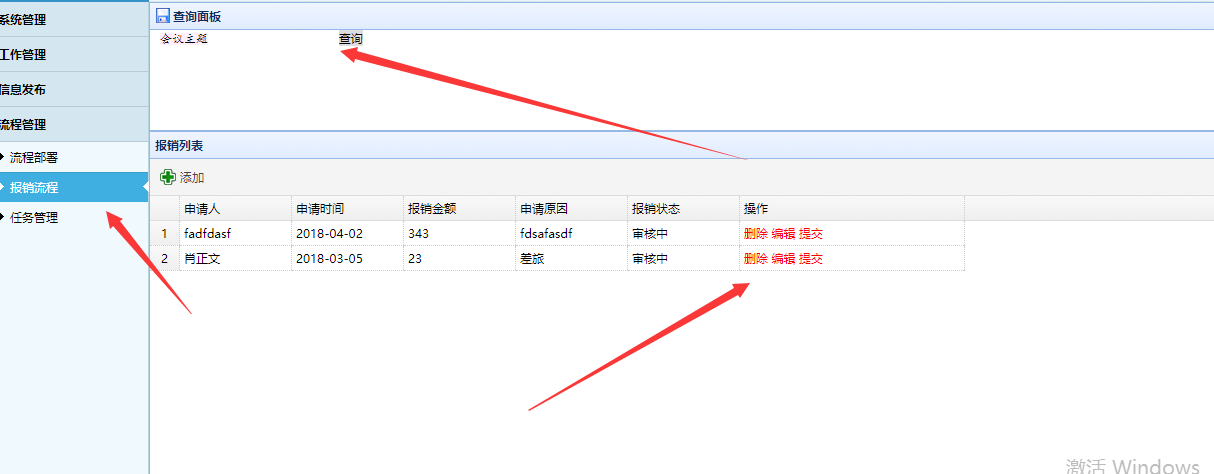 系统管理
工作管理
信息发布
流程管理
流程部署
报销流程
任务管理
查询面板
会议主题 查询
报销列表
添加
申请人 申请时间 报销金额 申请原因 报销状态 操作
1 fadfdasf 2018-04-02 343 fdsafasdf 审核中 删除 编辑 提交
2 肖正文 2018-03-05 23 差旅 审核中 删除 编辑 提交
激活 Windows